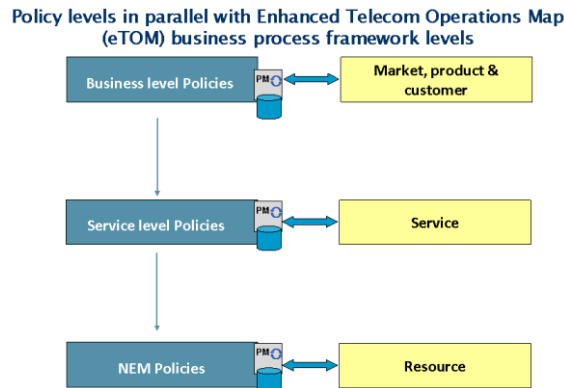 Policy levels in parallel with Enhanced Telecom Operations Map
(eTOM) business process framework levels
Business level Policies
PM
Market, product &
customer
Service level Policies
PM
Service
NEM Policies
PM
Resource